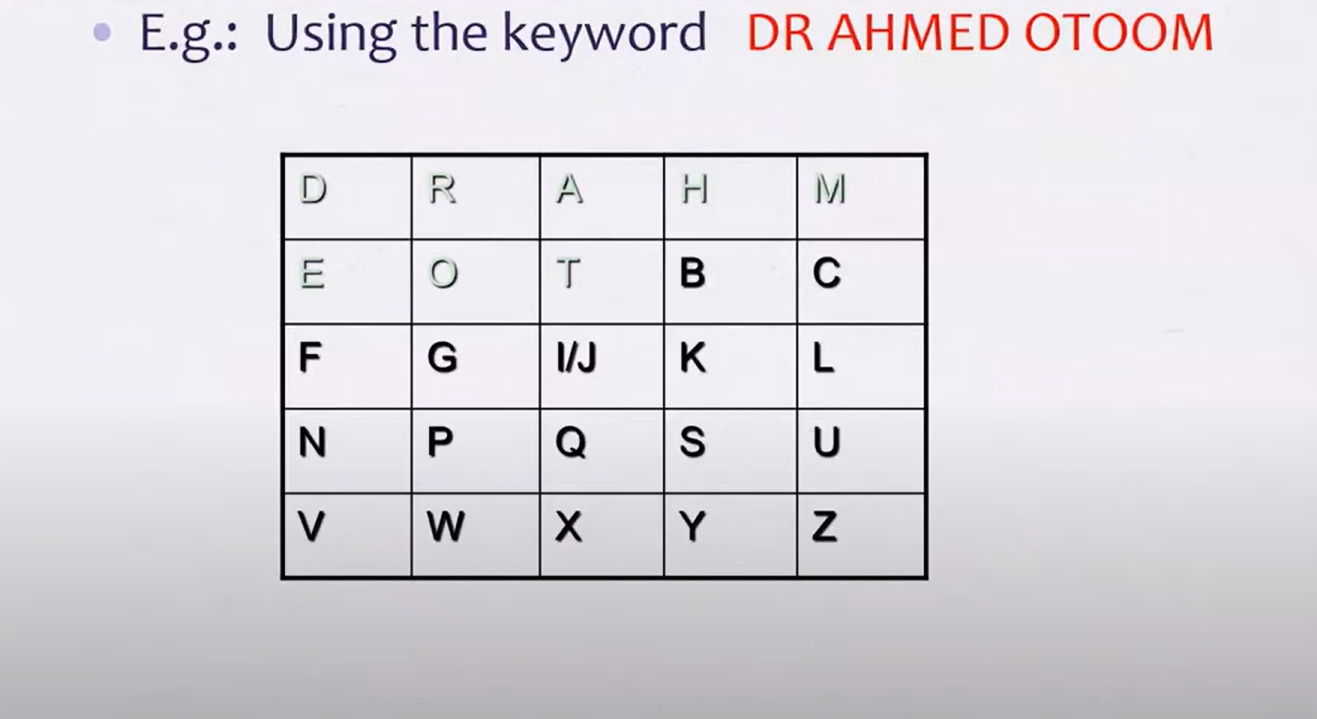 • E.g.: Using the keyword DR AHMED OTOOM
D R A H M
E O T B C
F G I/J K L
N P Q S U
V W X Y Z